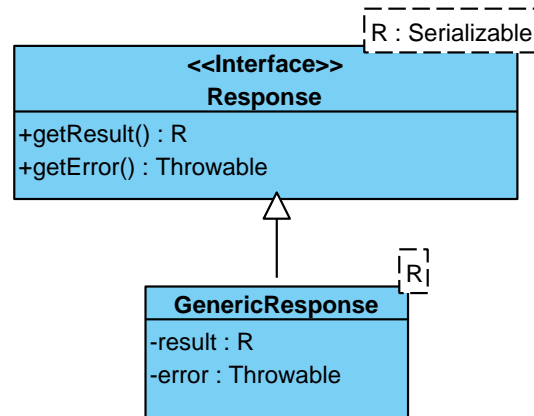 R : Serializable
<<Interface>>
Response
+getResult() : R
+getError() : Throwable
R
GenericResponse
-result : R
-error : Throwable